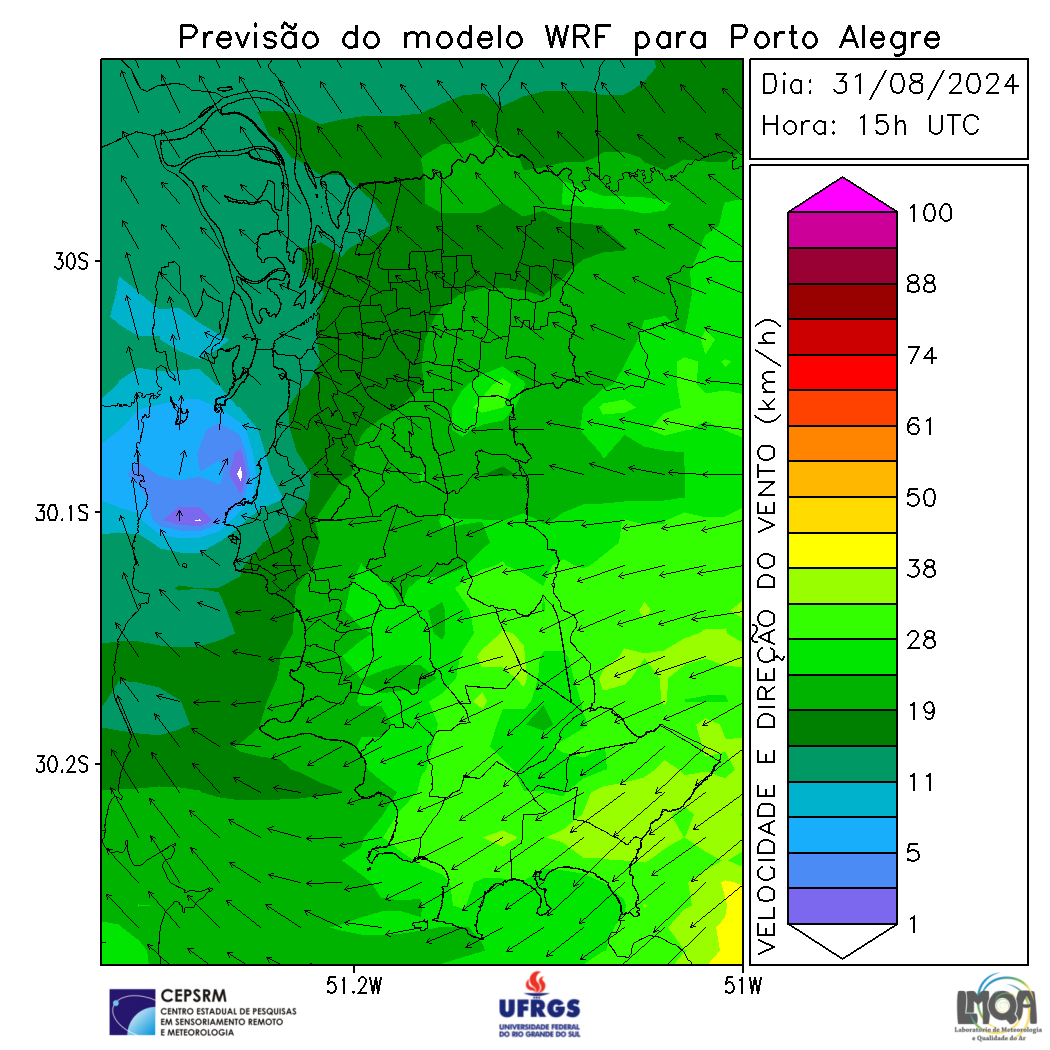 Previsão do modelo WRF para Porto Alegre
Dia: 31/08/2024
Hora: 15h UTC
30S
30.1S
30.2S
51.2W
51W
VELOCIDADE E DIREÇÃO DO VENTO (km/h)
100
88
74
61
50
38
28
19
11
5
1
CEPSRM
CENTRO ESTADUAL DE PESQUISAS
EM SENSORIAMENTO REMOTO
E METEOROLOGIA
UFRGS
UNIVERSIDADE FEDERAL
DO RIO GRANDE DO SUL
LMQA
Laboratório de Meteorologia
e Qualidade do Ar